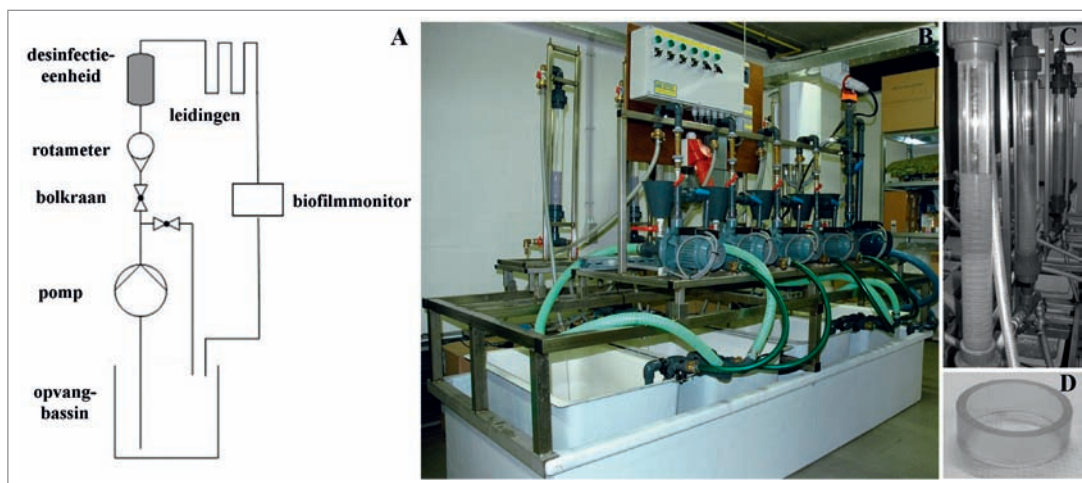 desinfectie-
eenheid
leidingen
rotameter
bolkraan
biofilmmonitor
pomp
opvang-
bassin
A
B
C
D